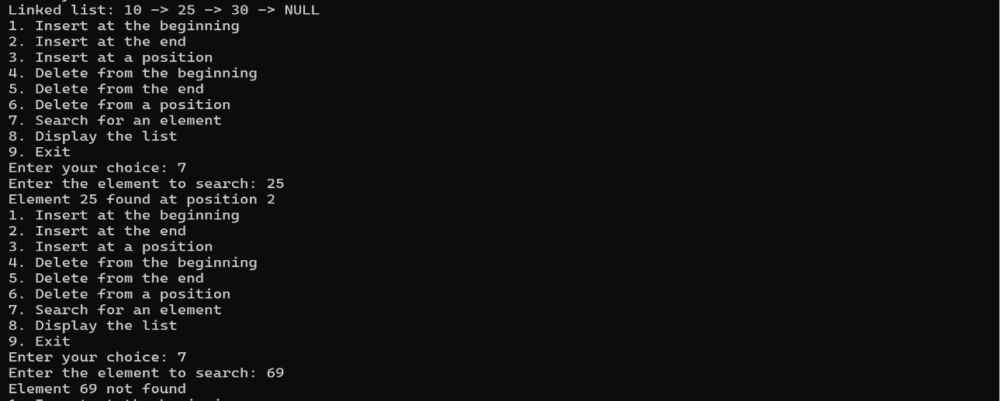 Linked list: 10 -> 25 -> 30 -> NULL
1. Insert at the beginning
2. Insert at the end
3. Insert at a position
4. Delete from the beginning
5. Delete from the end
6. Delete from a position
7. Search for an element
8. Display the list
9. Exit
Enter your choice: 7
Enter the element to search: 25
Element 25 found at position 2
1. Insert at the beginning
2. Insert at the end
3. Insert at a position
4. Delete from the beginning
5. Delete from the end
6. Delete from a position
7. Search for an element
8. Display the list
9. Exit
Enter your choice: 7
Enter the element to search: 69
Element 69 not found